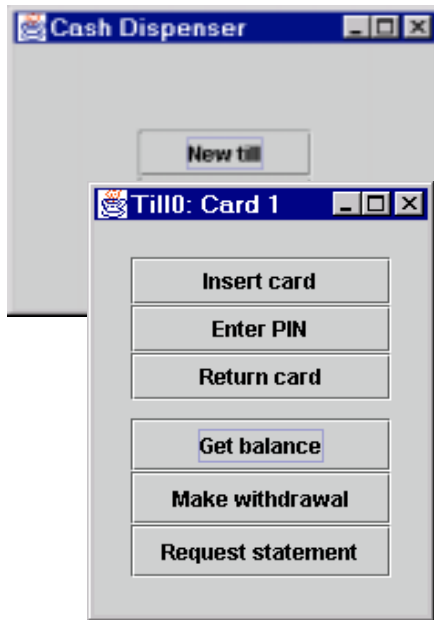 Cash Dispenser
New till
Till0: Card 1
Insert card
Enter PIN
Return card
Get balance
Make withdrawal
Request statement